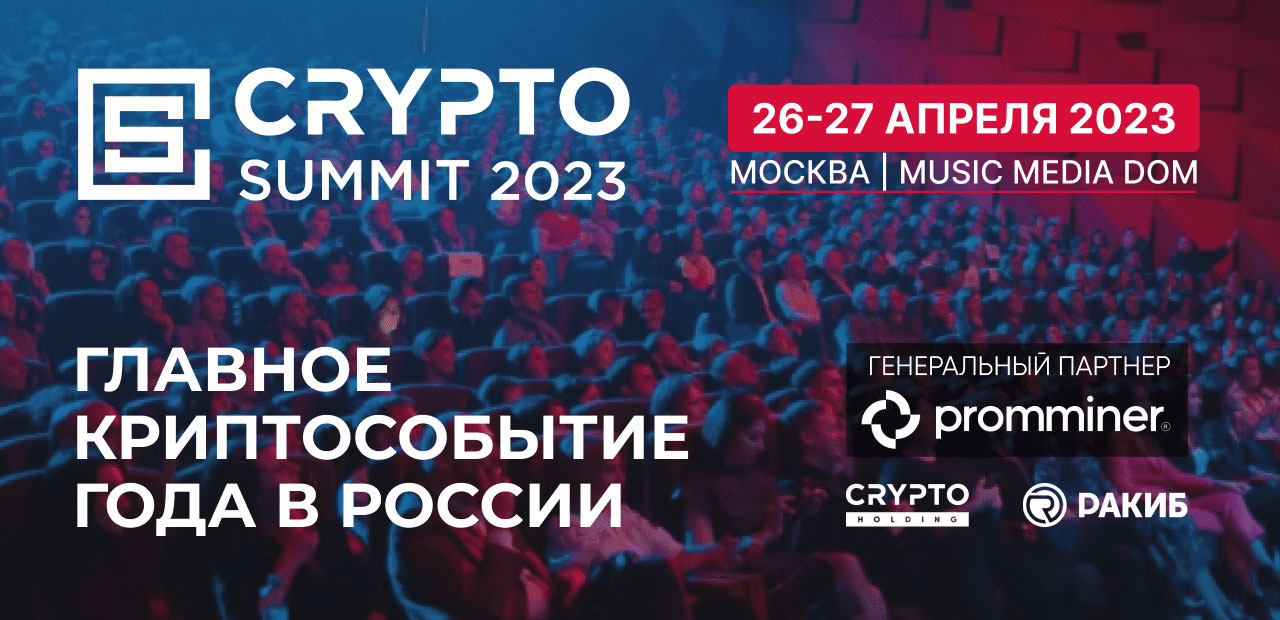 CRYPTO
SUMMIT 2023
26-27 АПРЕЛЯ 2023
МОСКВА | MUSIC MEDIA DOM
ГЛАВНОЕ
КРИПТОСОБЫТИЕ
ГОДА В РОССИИ
ГЕНЕРАЛЬНЫЙ ПАРТНЕР
promminer®
CRYPTO
HOLDING
РАКИБ